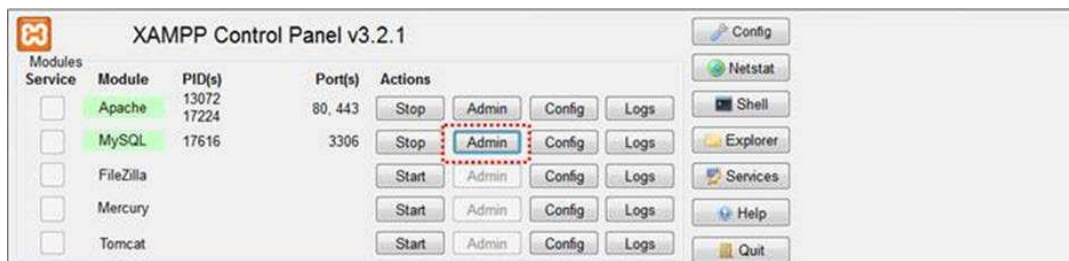 XAMPP Control Panel v3.2.1
Modules
Service Module PID(s) Port(s) Actions
Apache 13072 17224 80, 443 Stop Admin Config Logs
MySQL 17616 3306 Stop Admin Config Logs
FileZilla Start Admin Config Logs
Mercury Start Admin Config Logs
Tomcat Start Admin Config Logs
Config
Netstat
Shell
Explorer
Services
Help
Quit